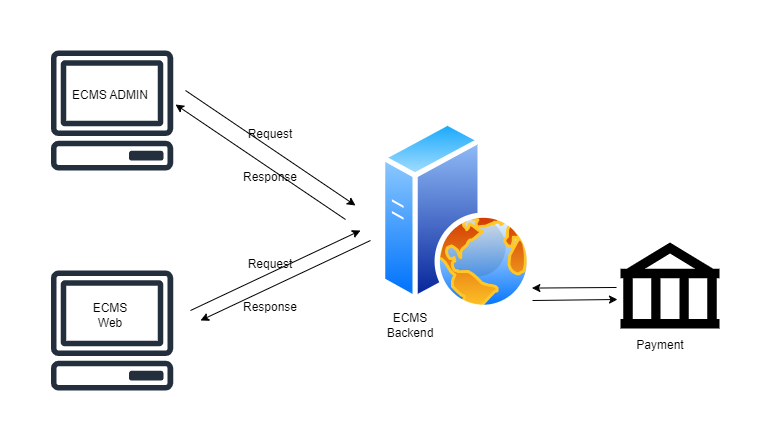 ECMS ADMIN
Request
Response
Request
ECMS
Web
Response
ECMS
Backend
Payment